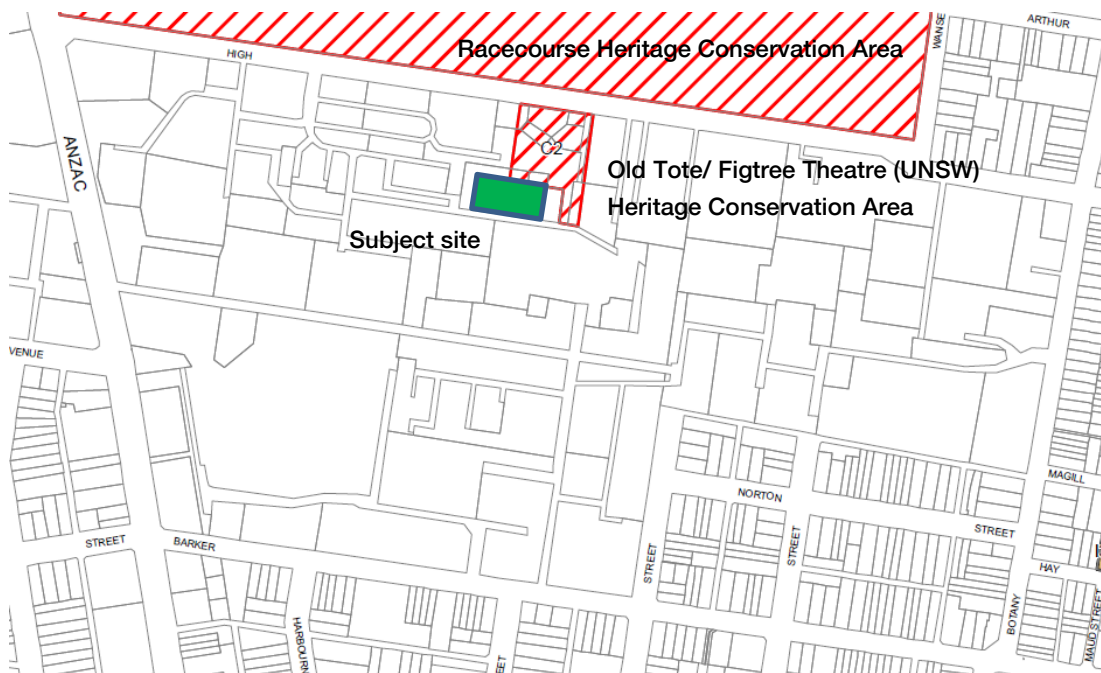 ARTHUR
WANSE
Racecourse Heritage Conservation Area
HIGH
ANZAC
C2
Old Tote/ Figtree Theatre (UNSW)
Heritage Conservation Area
Subject site
VENUE
MAGILL
NORTON
STREET
STREET
BARKER
STREET
STREET
HAY
HARBOURN
BOTANY
MAUD STREET
REET